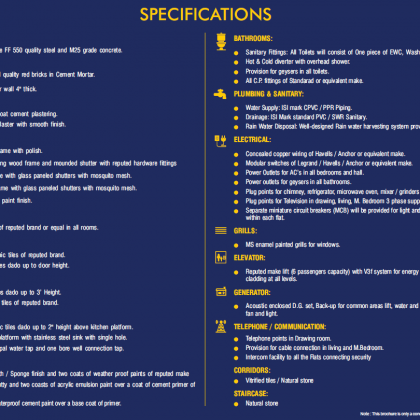 SPECIFICATIONS
e FF 550 quality steel and M25 grade concrete.
quality red bricks in Cement Mortar.
wall 4" thick.
oat cement plastering.
laster with smooth finish.
ame with polish.
ng wood frame and mounded shutter with reputed hardware fittings
e with glass paneled shutters with mosquito mesh.
me with glass paneled shutters with mosquito mesh.
paint finish.
of reputed brand or equal in all rooms.
ic tiles of reputed brand.
es dado up to door height.
s dado up to 3' Height.
tiles of reputed brand.
c tiles dado up to 2" height above kitchen platform.
latform with stainless steel sink with single hole.
pal water tap and one bore well connection tap.
th / Sponge finish and two coats of weather proof paints of reputed make
tty and two coats of acrylic emulsion paint over a coat of cement primer of
terproof cement paint over a base coat of primer.
BATHROOMS:
Sanitary Fittings: All Toilets will consist of One piece of EWC, Wash
Hot & Cold diverter with overhead shower.
Provision for geysers in all toilets.
All C.P. fittings of Standarad or equivalent make.
PLUMBING & SANITARY:
Water Supply: ISI mark CPVC / PPR Piping.
Drainage: ISI Mark standard PVC / SWR Sanitary.
Rain Water Disposal: Well-designed Rain water harvesting system prov
ELECTRICAL:
Concealed copper wiring of Havells / Anchor or equivalent make.
Modular switches of Legrand / Havells / Anchor or equivalent make.
Power Outlets for AC's in all bedrooms and hall.
Power outlets for geysers in all bathrooms.
Plug points for chimney, refrigerator, microwave oven, mixer / grinders
Plug points for Television in drawing, living, M. Bedroom 3 phase supp
Separate miniature circuit breakers (MCB) will be provided for light and
within each flat.
GRILLS:
MS enamel painted grills for windows.
ELEVATOR:
Reputed make lift (6 passengers capacity) with V3f system for energy
cladding at all levels.
GENERATOR:
Acoustic enclosed D.G. set, Back-up for common areas lift, water and
fan and light.
TELEPHONE / COMMUNICATION:
Telephone points in Drawing room.
Provision for cable connection in living and M.Bedroom.
Intercom facility to all the Flats connecting security
CORRIDORS:
Vitrified tiles / Natural stone
STAIRCASE:
Natural stone
Note : This brochure is only a con